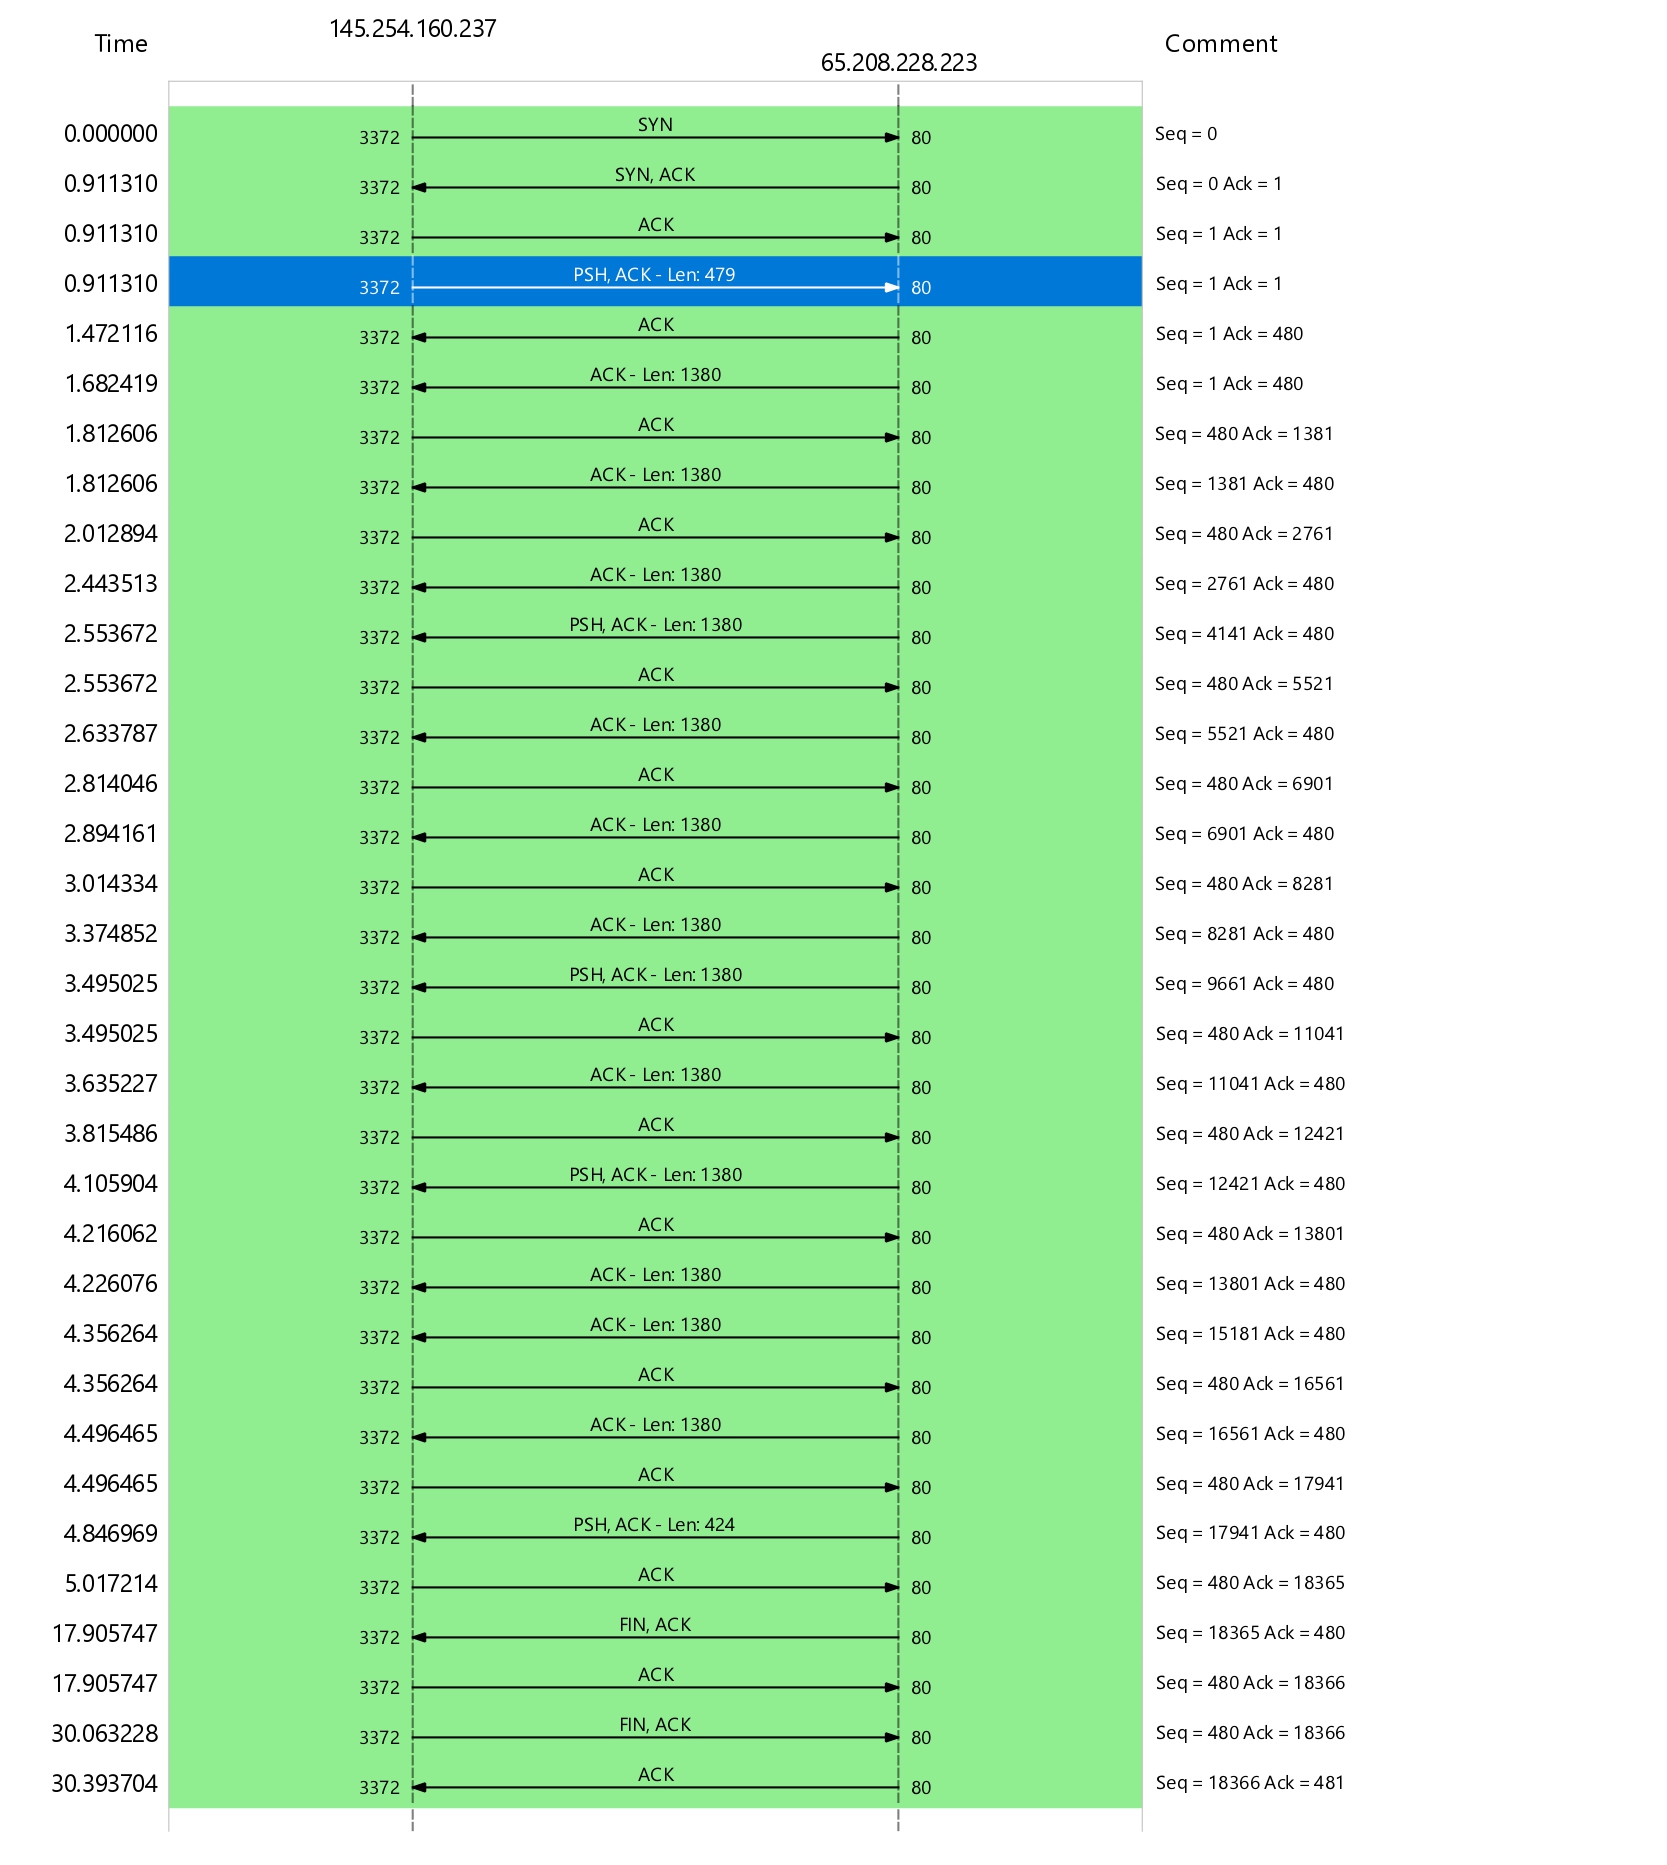 145.254.160.237
Time Comment
65.208.228.223
0.000000 3372 SYN 80 Seq = 0
0.911310 3372 SYN, ACK 80 Seq = 0 Ack = 1
0.911310 3372 ACK 80 Seq = 1 Ack = 1
0.911310 3372 PSH, ACK - Len: 479 80 Seq = 1 Ack = 1
1.472116 3372 ACK 80 Seq = 1 Ack = 480
1.682419 3372 ACK - Len: 1380 80 Seq = 1 Ack = 480
1.812606 3372 ACK 80 Seq = 480 Ack = 1381
1.812606 3372 ACK - Len: 1380 80 Seq = 1381 Ack = 480
2.012894 3372 ACK 80 Seq = 480 Ack = 2761
2.443513 3372 ACK - Len: 1380 80 Seq = 2761 Ack = 480
2.553672 3372 PSH, ACK - Len: 1380 80 Seq = 4141 Ack = 480
2.553672 3372 ACK 80 Seq = 480 Ack = 5521
2.633787 3372 ACK - Len: 1380 80 Seq = 5521 Ack = 480
2.814046 3372 ACK 80 Seq = 480 Ack = 6901
2.894161 3372 ACK - Len: 1380 80 Seq = 6901 Ack = 480
3.014334 3372 ACK 80 Seq = 480 Ack = 8281
3.374852 3372 ACK - Len: 1380 80 Seq = 8281 Ack = 480
3.495025 3372 PSH, ACK - Len: 1380 80 Seq = 9661 Ack = 480
3.495025 3372 ACK 80 Seq = 480 Ack = 11041
3.635227 3372 ACK - Len: 1380 80 Seq = 11041 Ack = 480
3.815486 3372 ACK 80 Seq = 480 Ack = 12421
4.105904 3372 PSH, ACK - Len: 1380 80 Seq = 12421 Ack = 480
4.216062 3372 ACK 80 Seq = 480 Ack = 13801
4.226076 3372 ACK - Len: 1380 80 Seq = 13801 Ack = 480
4.356264 3372 ACK - Len: 1380 80 Seq = 15181 Ack = 480
4.356264 3372 ACK 80 Seq = 480 Ack = 16561
4.496465 3372 ACK - Len: 1380 80 Seq = 16561 Ack = 480
4.496465 3372 ACK 80 Seq = 480 Ack = 17941
4.846969 3372 PSH, ACK - Len: 424 80 Seq = 17941 Ack = 480
5.017214 3372 ACK 80 Seq = 480 Ack = 18365
17.905747 3372 FIN, ACK 80 Seq = 18365 Ack = 480
17.905747 3372 ACK 80 Seq = 480 Ack = 18366
30.063228 3372 FIN, ACK 80 Seq = 480 Ack = 18366
30.393704 3372 ACK 80 Seq = 18366 Ack = 481